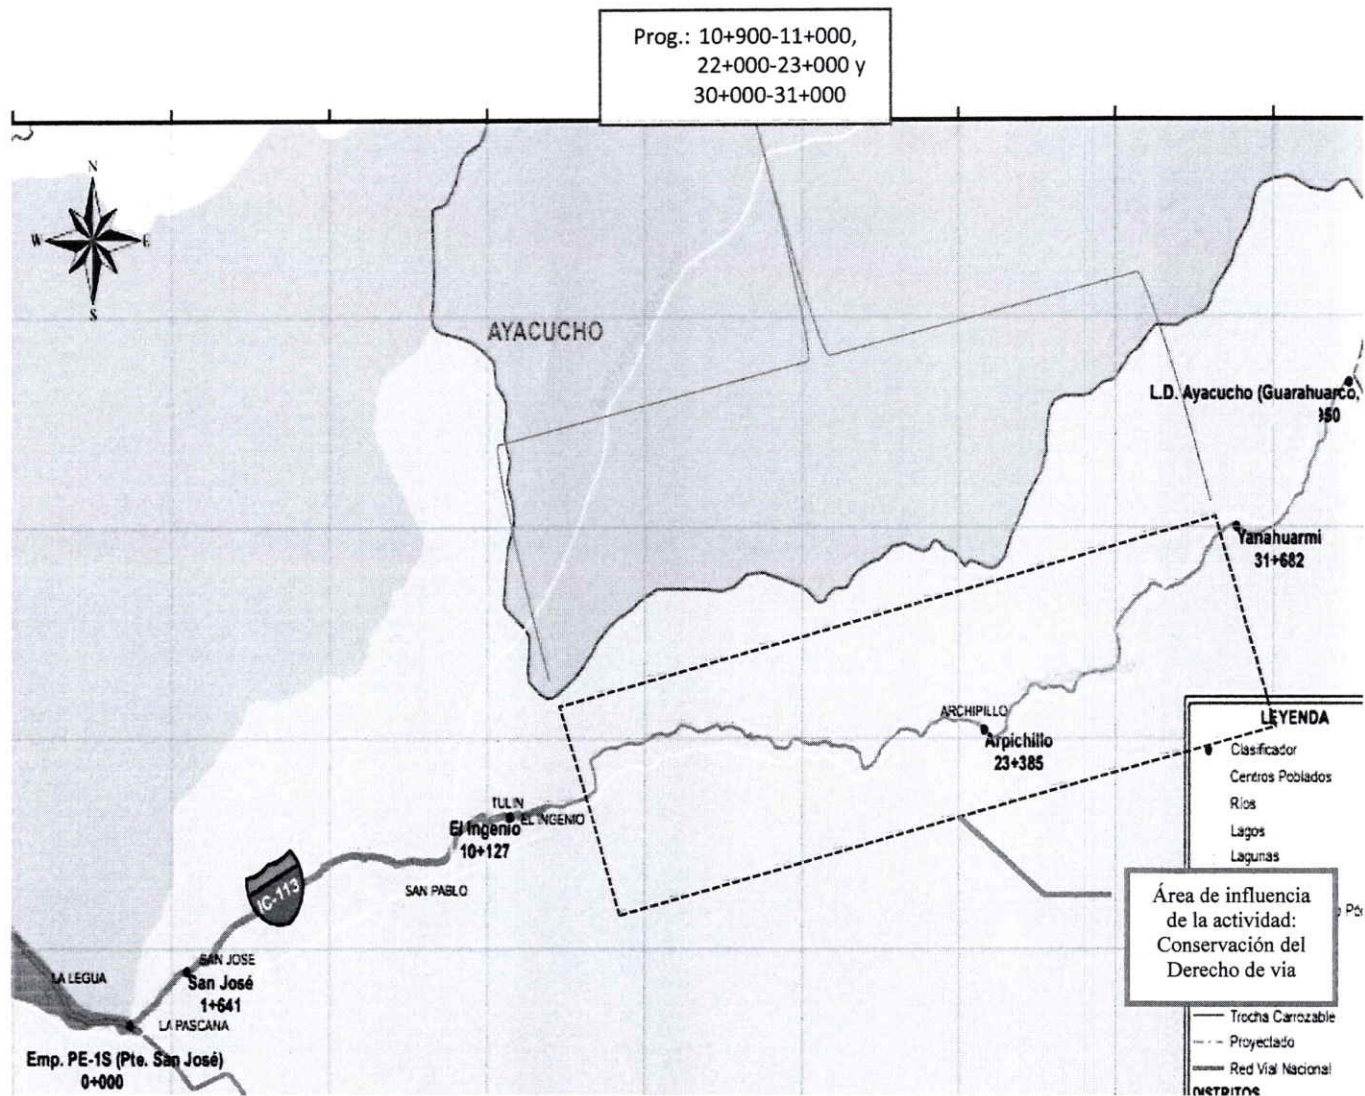 Prog.: 10+900-11+000,
22+000-23+000 y
30+000-31+000
N
W
E
S
AYACUCHO
L.D. Ayacucho (Guarahuarco,
950
Yanahuarmi
31+682
ARCHIPILLO
Arpichillo
23+385
TULIN
EL INGENIO
El Ingenio
10+127
SAN PABLO
IC-113
SAN JOSE
San José
1+641
LA LEGUA
LA PASCANA
Emp. PE-1S (Pte. San José)
0+000
LEYENDA
Clasificador
Centros Poblados
Ríos
Lagos
Lagunas
Área de influencia
de la actividad:
Conservación del
Derecho de via
Trocha Carrozable
Proyectado
Red Vial Nacional
DISTRITOS